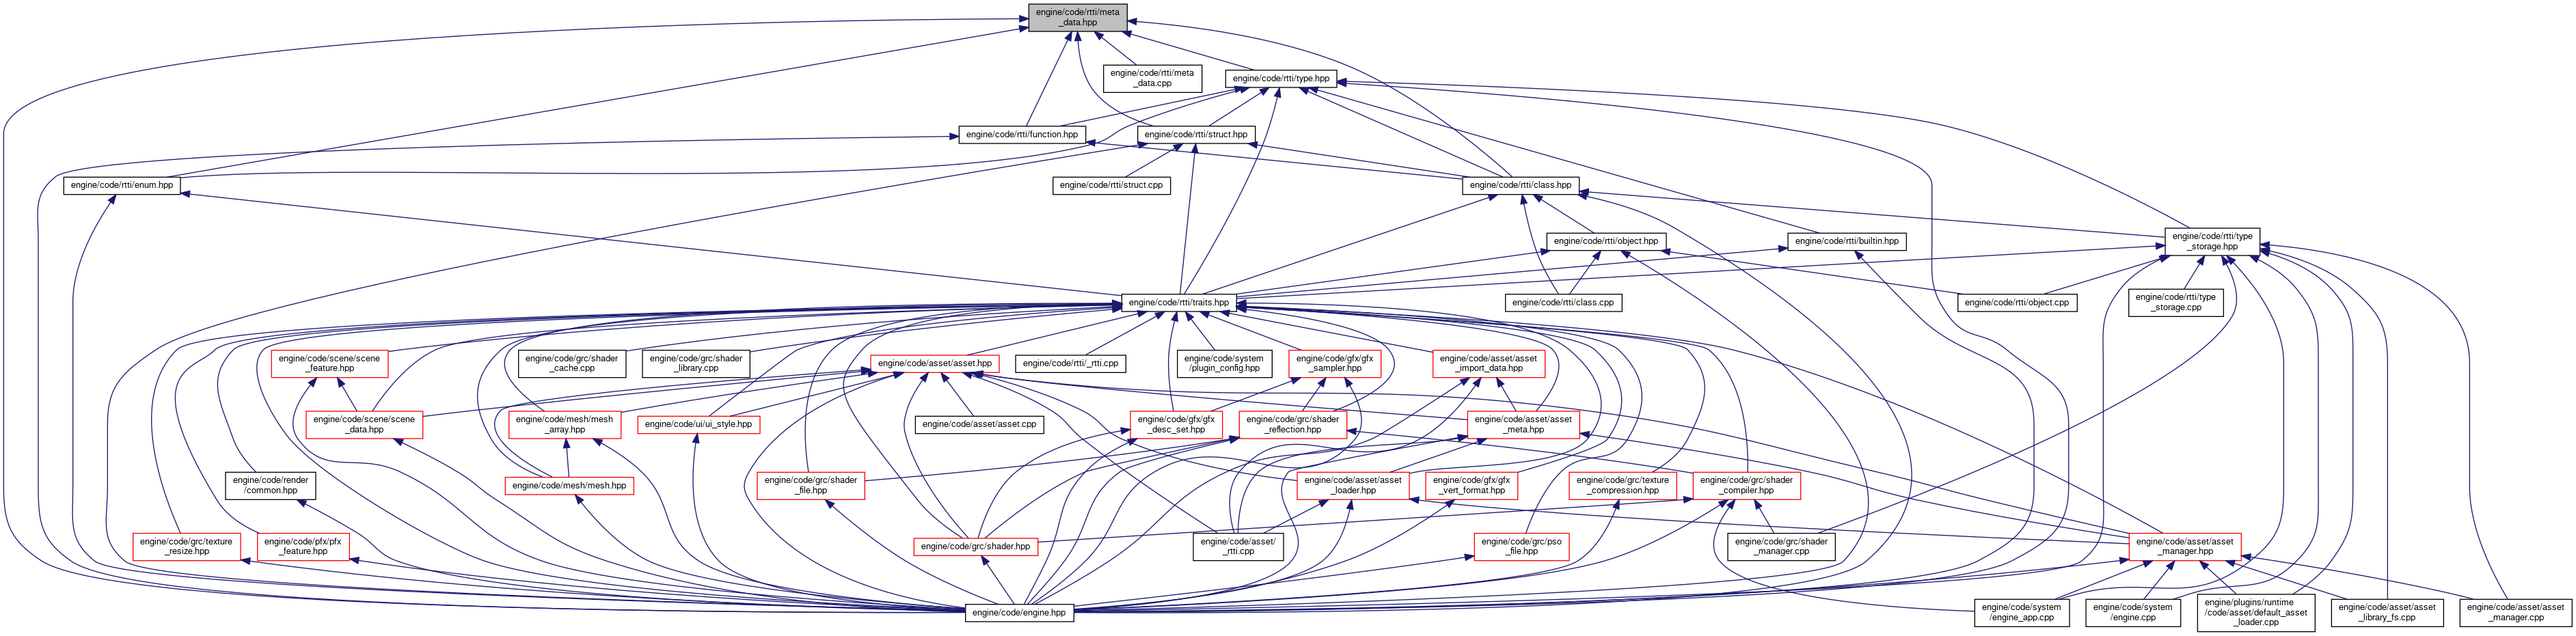 engine/code/rtti/meta
_data.hpp
engine/code/rtti/meta
_data.cpp
engine/code/rtti/type.hpp
engine/code/rtti/function.hpp
engine/code/rtti/struct.hpp
engine/code/rtti/enum.hpp
engine/code/rtti/struct.cpp
engine/code/rtti/class.hpp
engine/code/rtti/object.hpp
engine/code/rtti/builtin.hpp
engine/code/rtti/type
_storage.hpp
engine/code/rtti/traits.hpp
engine/code/rtti/class.cpp
engine/code/rtti/object.cpp
engine/code/rtti/type
_storage.cpp
engine/code/scene/scene
_feature.hpp
engine/code/grc/shader
_cache.cpp
engine/code/grc/shader
_library.cpp
engine/code/asset/asset.hpp
engine/code/rtti/_rtti.cpp
engine/code/system
/plugin_config.hpp
engine/code/gfx/gfx
_sampler.hpp
engine/code/asset/asset
_import_data.hpp
engine/code/scene/scene
_data.hpp
engine/code/mesh/mesh
_array.hpp
engine/code/ui/ui_style.hpp
engine/code/asset/asset.cpp
engine/code/gfx/gfx
_desc_set.hpp
engine/code/grc/shader
_reflection.hpp
engine/code/asset/asset
_meta.hpp
engine/code/render
/common.hpp
engine/code/mesh/mesh.hpp
engine/code/grc/shader
_file.hpp
engine/code/asset/asset
_loader.hpp
engine/code/gfx/gfx
_vert_format.hpp
engine/code/grc/texture
_compression.hpp
engine/code/grc/shader
_compiler.hpp
engine/code/grc/texture
_resize.hpp
engine/code/pfx/pfx
_feature.hpp
engine/code/grc/shader.hpp
engine/code/asset/
_rtti.cpp
engine/code/grc/pso
_file.hpp
engine/code/grc/shader
_manager.cpp
engine/code/asset/asset
_manager.hpp
engine/code/engine.hpp
engine/code/system
/engine_app.cpp
engine/code/system
/engine.cpp
engine/plugins/runtime
/code/asset/default_asset
_loader.cpp
engine/code/asset/asset
_library_fs.cpp
engine/code/asset/asset
_manager.cpp